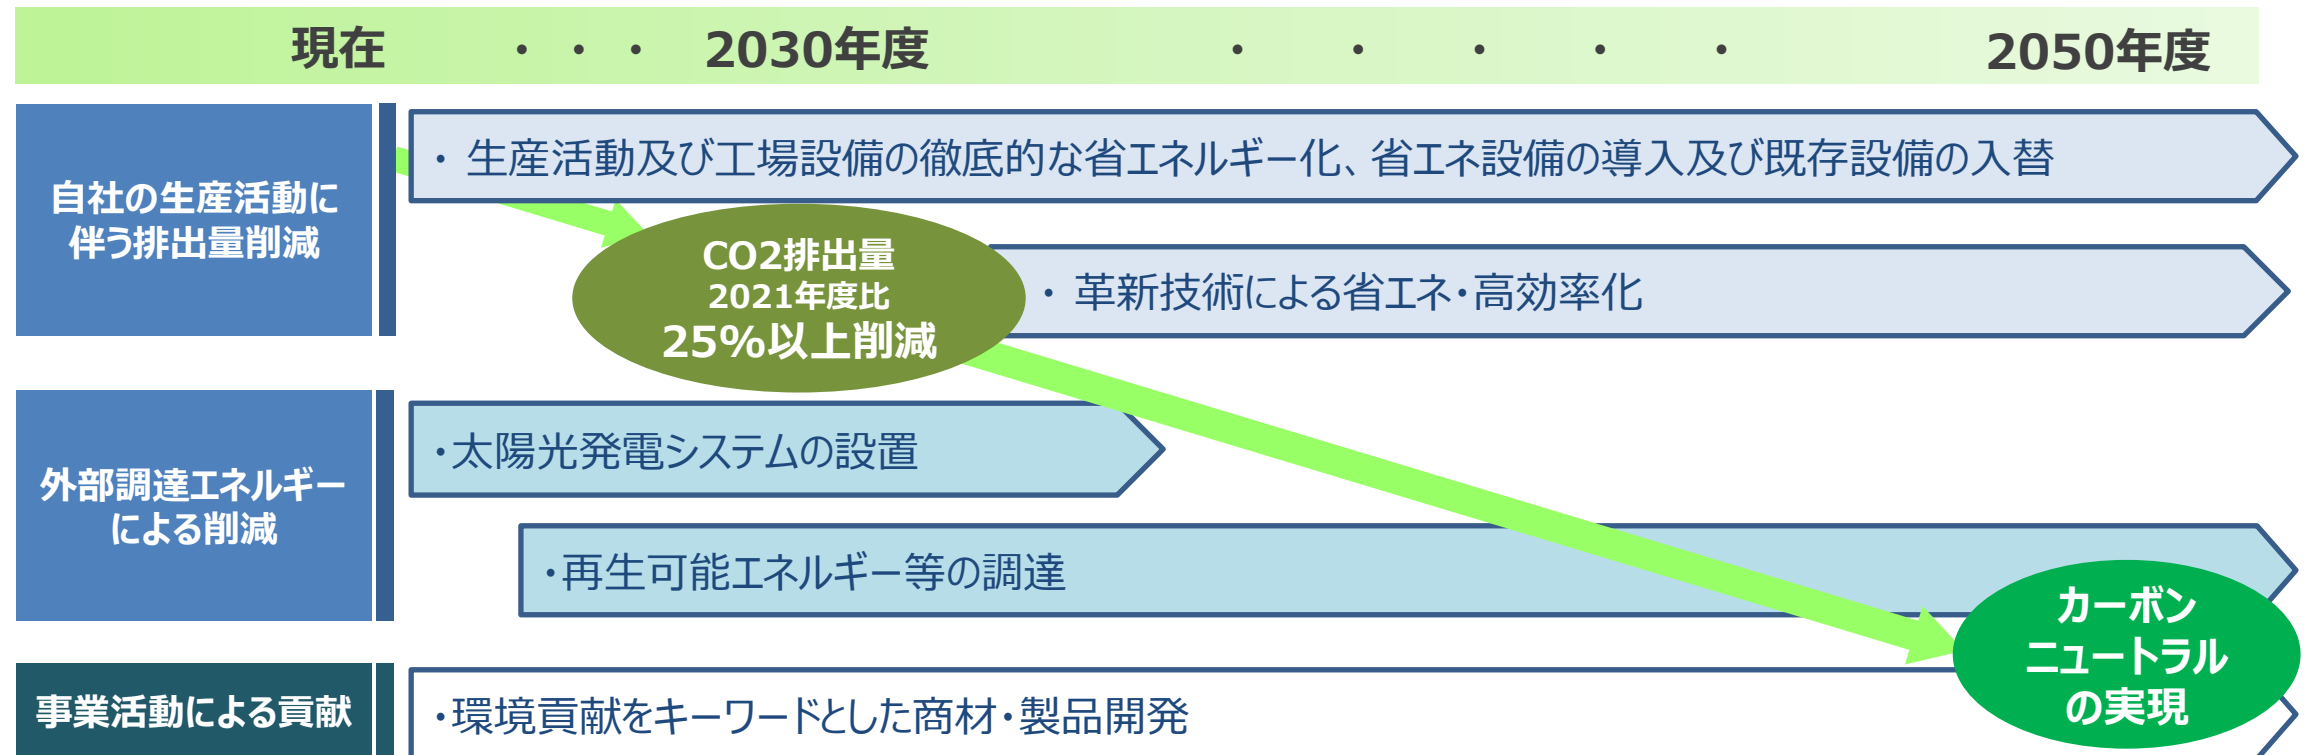 現在 ・・・ 2030年度 ・ ・ ・ ・ ・ 2050年度
自社の生産活動に
伴う排出量削減
・ 生産活動及び工場設備の徹底的な省エネルギー化、省エネ設備の導入及び既存設備の入替
CO2排出量
2021年度比
25%以上削減
・ 革新技術による省エネ・高効率化
外部調達エネルギー
による削減
・太陽光発電システムの設置
・再生可能エネルギー等の調達
カーボン
ニュートラル
の実現
事業活動による貢献
・環境貢献をキーワードとした商材・製品開発